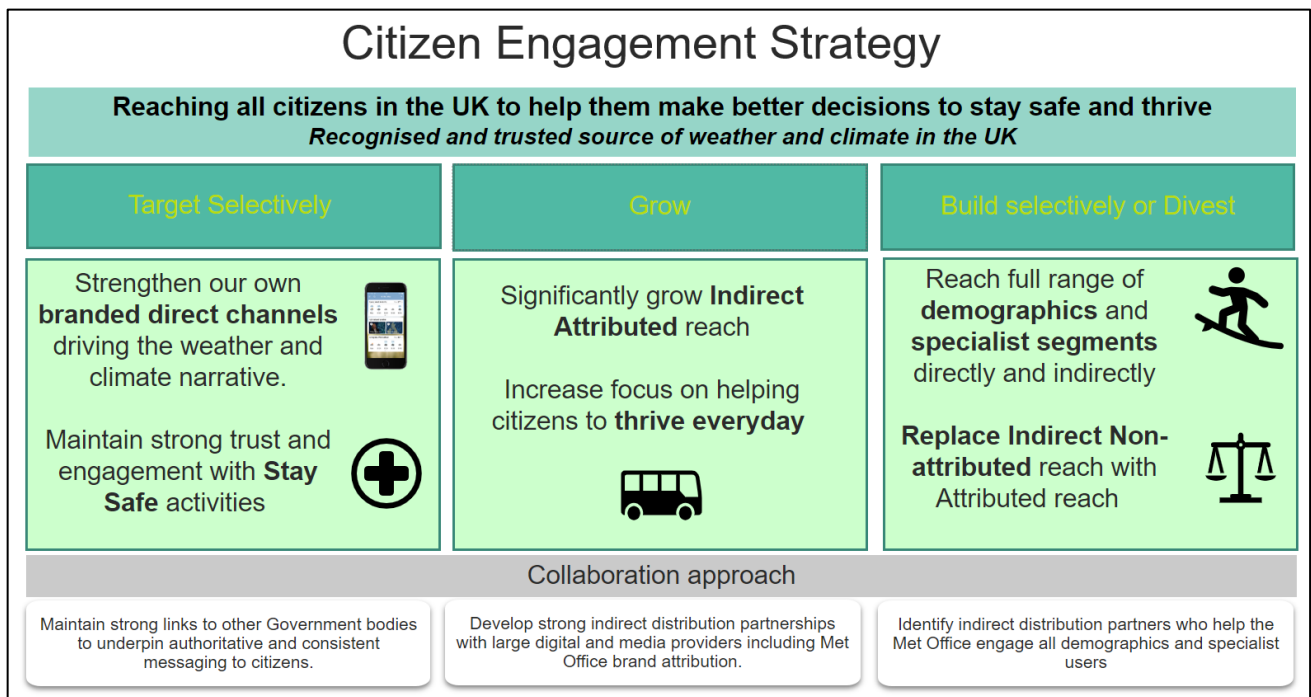 Citizen Engagement Strategy
Reaching all citizens in the UK to help them make better decisions to stay safe and thrive
Recognised and trusted source of weather and climate in the UK
Target Selectively
Strengthen our own
branded direct channels
driving the weather and
climate narrative.
Maintain strong trust and
engagement with Stay
Safe activities
Grow
Significantly grow Indirect
Attributed reach
Increase focus on helping
citizens to thrive everyday
Build selectively or Divest
Reach full range of
demographics and
specialist segments
directly and indirectly
Replace Indirect Non-
attributed reach with
Attributed reach
Collaboration approach
Maintain strong links to other Government bodies
to underpin authoritative and consistent
messaging to citizens.
Develop strong indirect distribution partnerships
with large digital and media providers including Met
Office brand attribution.
Identify indirect distribution partners who help the
Met Office engage all demographics and specialist
users